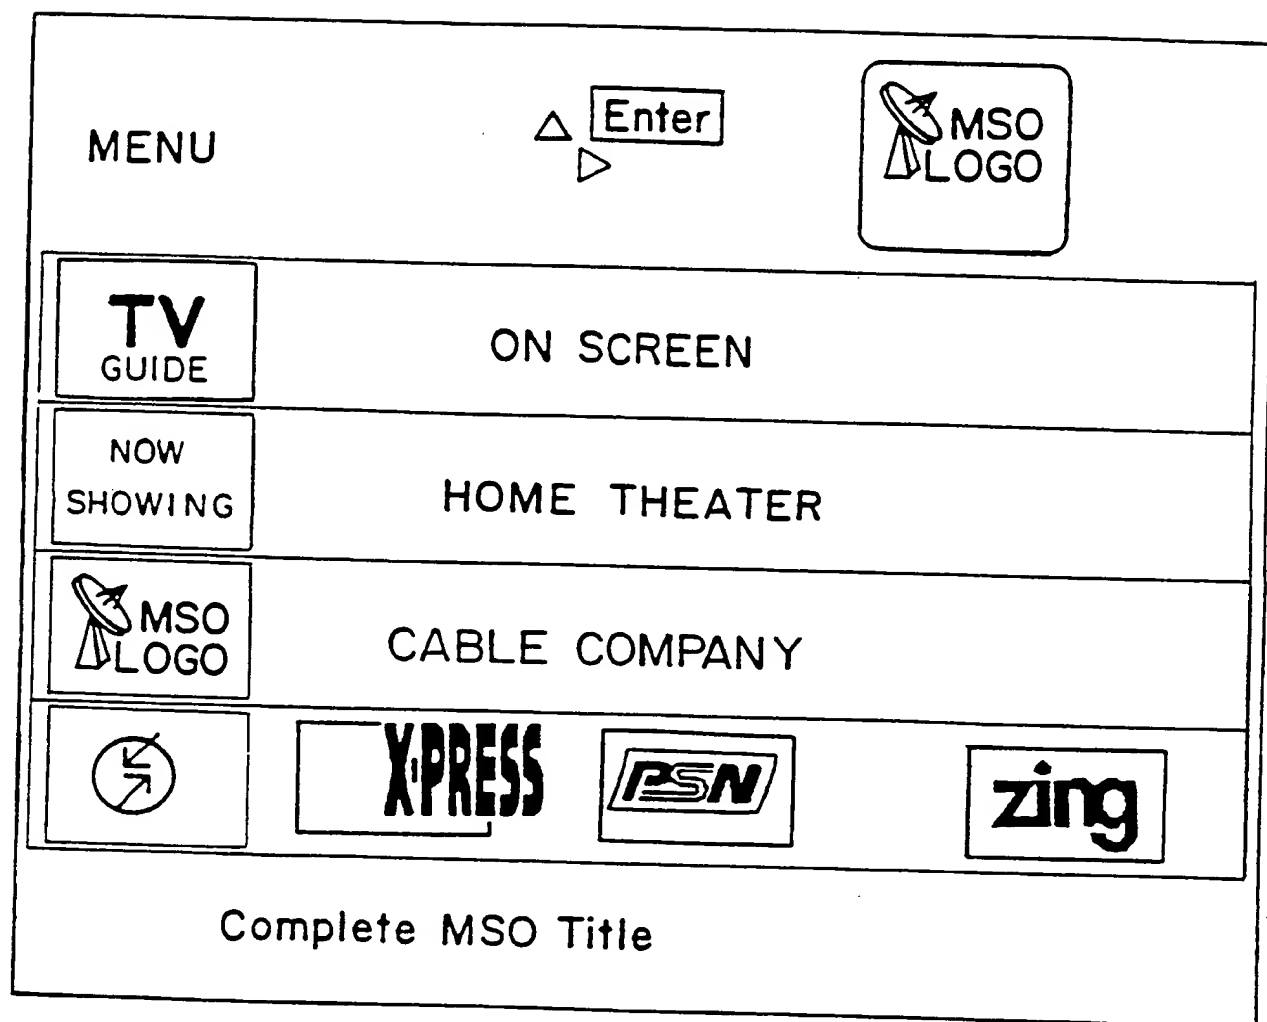 MENU
Enter
MSO
LOGO
TV
GUIDE
ON SCREEN
NOW
SHOWING
HOME THEATER
MSO
LOGO
CABLE COMPANY
X·PRESS
PSN
zing
Complete MSO Title